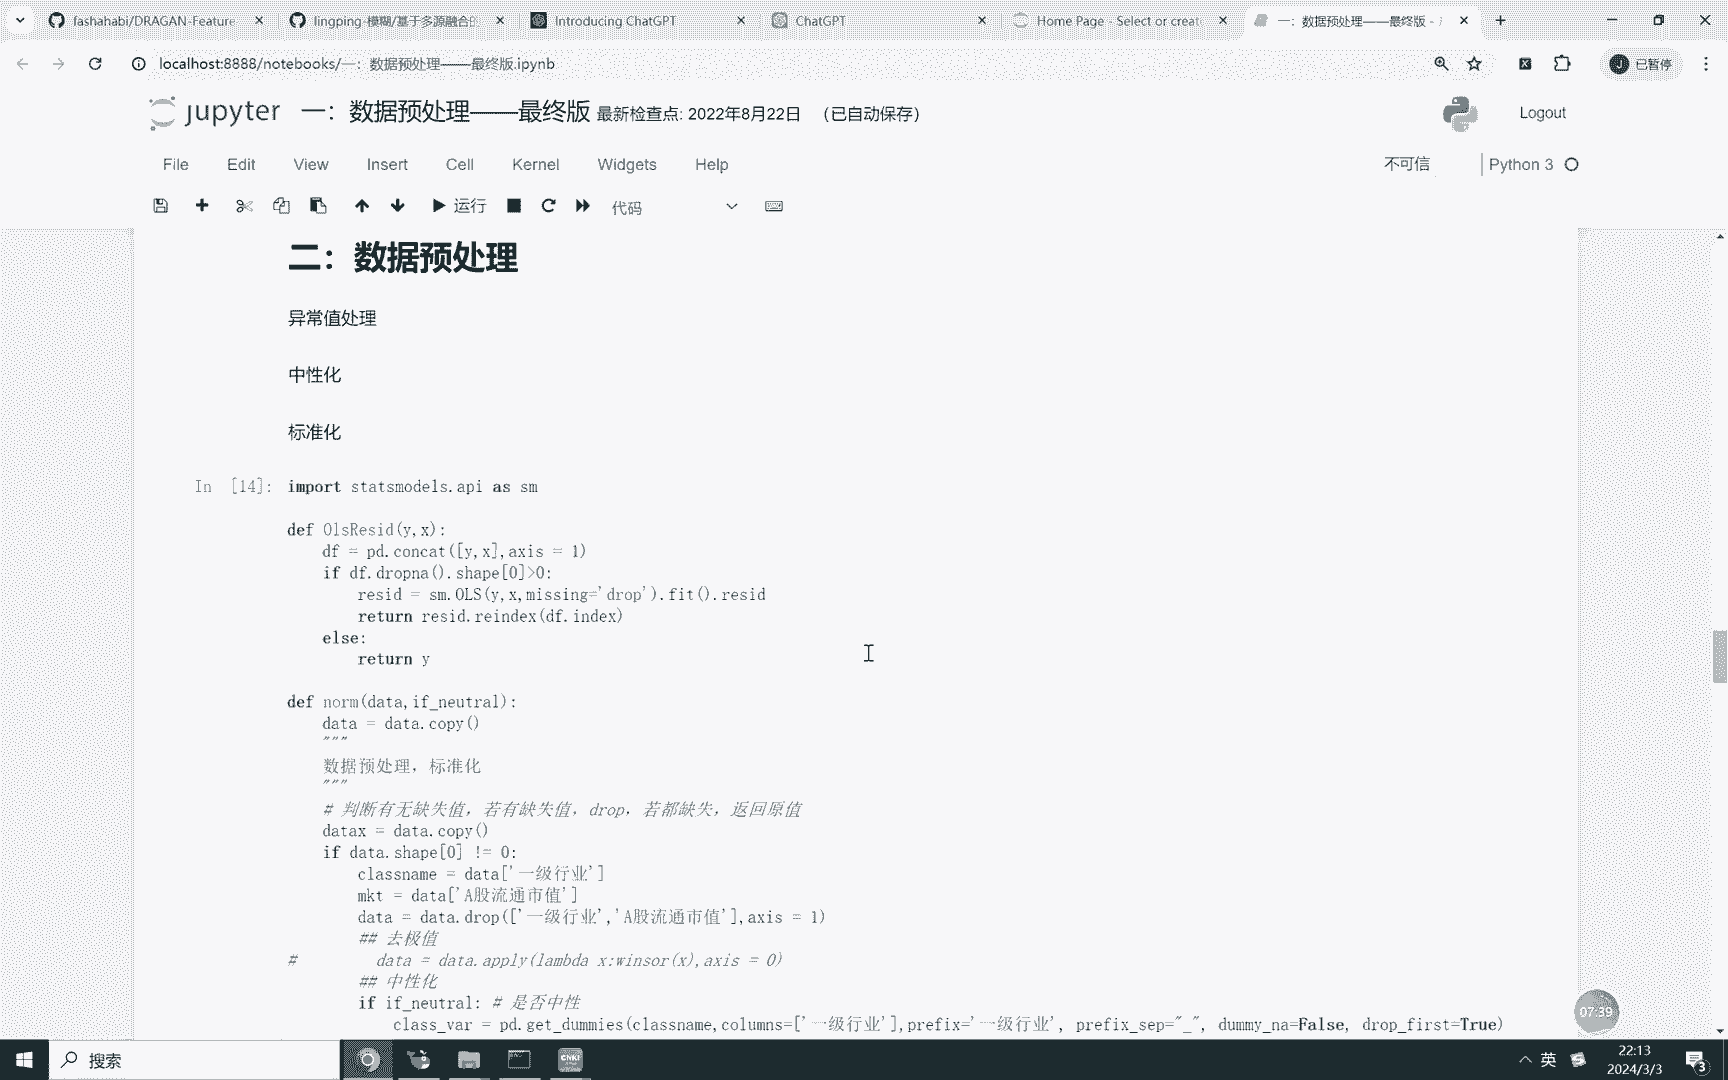 fashahabi/DRAGAN-Feature
lingping-模糊/基于多源融合的
Introducing ChatGPT
ChatGPT
Home Page - Select or create
一：数据预处理——最终版 -
localhost:8888/notebooks/一：数据预处理——最终版.ipynb
J 已暂停
jupyter 一：数据预处理——最终版 最新检查点: 2022年8月22日 （已自动保存）
Logout
File Edit View Insert Cell Kernel Widgets Help
不可信 Python 3
运行 代码
二：数据预处理
异常值处理
中性化
标准化
In [14]: import statsmodels.api as sm
def OlsResid(y,x):
df = pd.concat([y,x],axis = 1)
if df.dropna().shape[0]>0:
resid = sm.OLS(y,x,missing='drop').fit().resid
return resid.reindex(df.index)
else:
return y
def norm(data,if_neutral):
data = data.copy()
"""
数据预处理，标准化
"""
# 判断有无缺失值，若有缺失值，drop，若都缺失，返回原值
datax = data.copy()
if data.shape[0] != 0:
classname = data['一级行业']
mkt = data['A股流通市值']
data = data.drop(['一级行业','A股流通市值'],axis = 1)
## 去极值
# data = data.apply(lambda x:winsor(x),axis = 0)
## 中性化
if if_neutral: # 是否中性
class_var = pd.get_dummies(classname,columns=['一级行业'],prefix='一级行业', prefix_sep="_", dummy_na=False, drop_first=True)
07:39
搜索
CNKI
英
22:13
2024/3/3
3